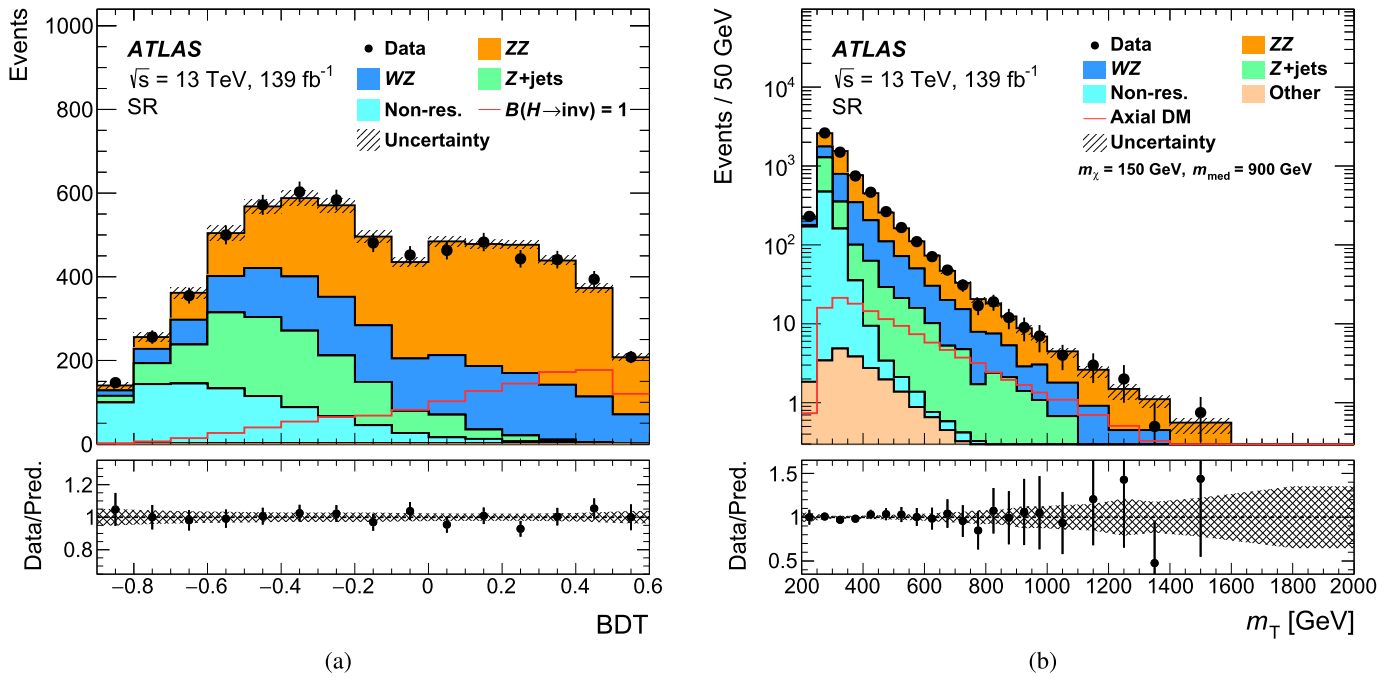 Events
1000
800
600
400
200
0
ATLAS
√s = 13 TeV, 139 fb⁻¹
SR
Data
ZZ
WZ
Z+jets
Non-res.
B(H→inv) = 1
Uncertainty
Data/Pred.
1.2
1
0.8
−0.8 −0.6 −0.4 −0.2 0 0.2 0.4 0.6
BDT
(a)
Events / 50 GeV
10⁴
10³
10²
10
1
ATLAS
√s = 13 TeV, 139 fb⁻¹
SR
Data
ZZ
WZ
Z+jets
Non-res.
Other
Axial DM
Uncertainty
mχ = 150 GeV, m_med = 900 GeV
Data/Pred.
1.5
1
0.5
200 400 600 800 1000 1200 1400 1600 1800 2000
m_T [GeV]
(b)